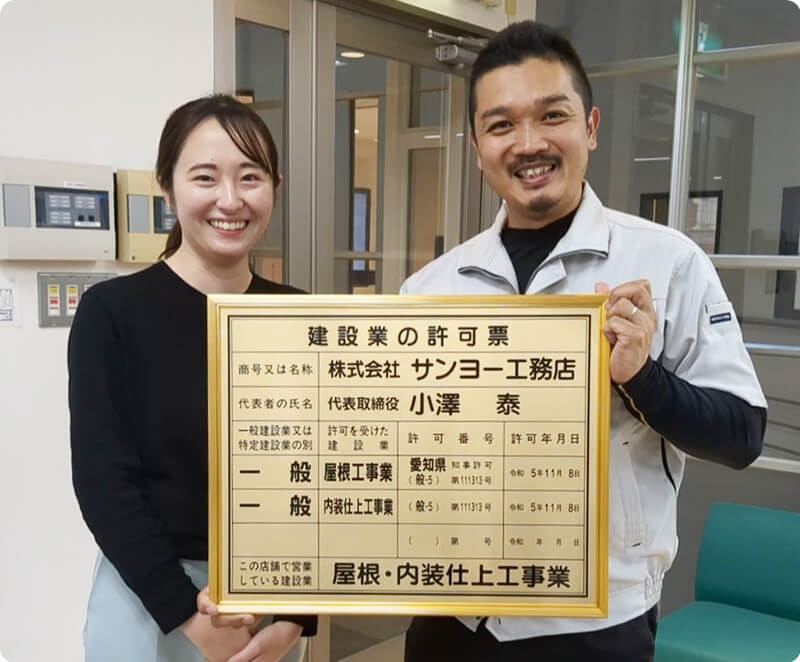 建設業の許可票
商号又は名称 株式会社 サンヨー工務店
代表者の氏名 代表取締役 小澤 泰
一般建設業又は
特定建設業の別
許可を受けた
建設業
許可番号 許可年月日
一般 屋根工事業 愛知県 知事許可
(般-5) 第111313号 令和 5年11月 8日
一般 内装仕上工事業 (般-5) 第111313号 令和 5年11月 8日
( ) 第 号 令和 年 月 日
この店舗で営業
している建設業
屋根・内装仕上工事業